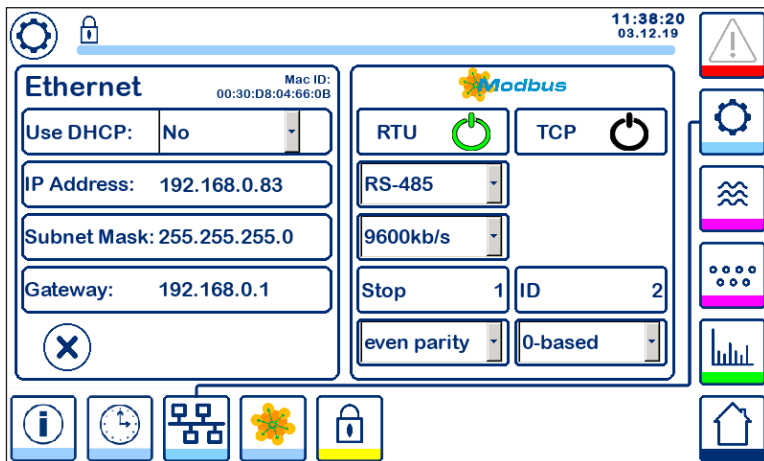 11:38:20
03.12.19
Ethernet
Mac ID:
00:30:D8:04:66:0B
Use DHCP: No
IP Address: 192.168.0.83
Subnet Mask: 255.255.255.0
Gateway: 192.168.0.1
Modbus
RTU TCP
RS-485
9600kb/s
Stop 1 ID 2
even parity 0-based